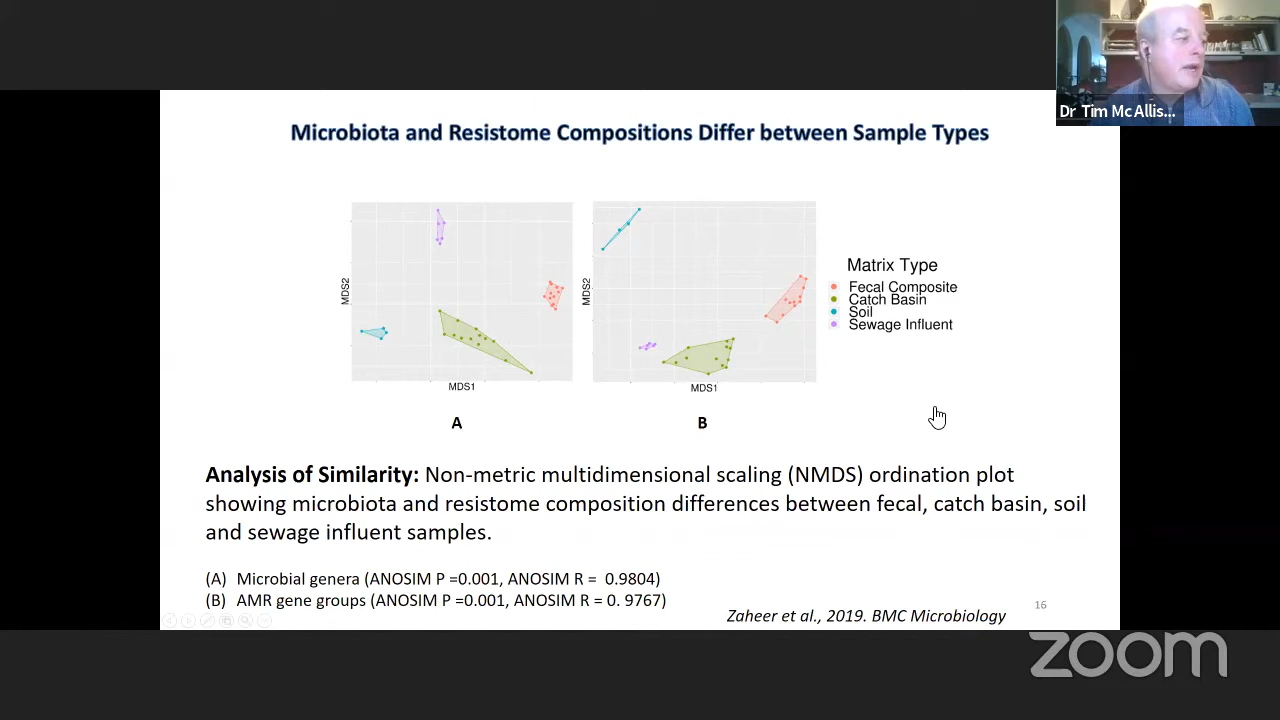 Dr Tim McAllis...
Microbiota and Resistome Compositions Differ between Sample Types
MDS2
MDS1
A
MDS2
MDS1
B
Matrix Type
Fecal Composite
Catch Basin
Soil
Sewage Influent
Analysis of Similarity: Non-metric multidimensional scaling (NMDS) ordination plot
showing microbiota and resistome composition differences between fecal, catch basin, soil
and sewage influent samples.
(A) Microbial genera (ANOSIM P =0.001, ANOSIM R = 0.9804)
(B) AMR gene groups (ANOSIM P =0.001, ANOSIM R = 0. 9767)
Zaheer et al., 2019. BMC Microbiology
16
zoom